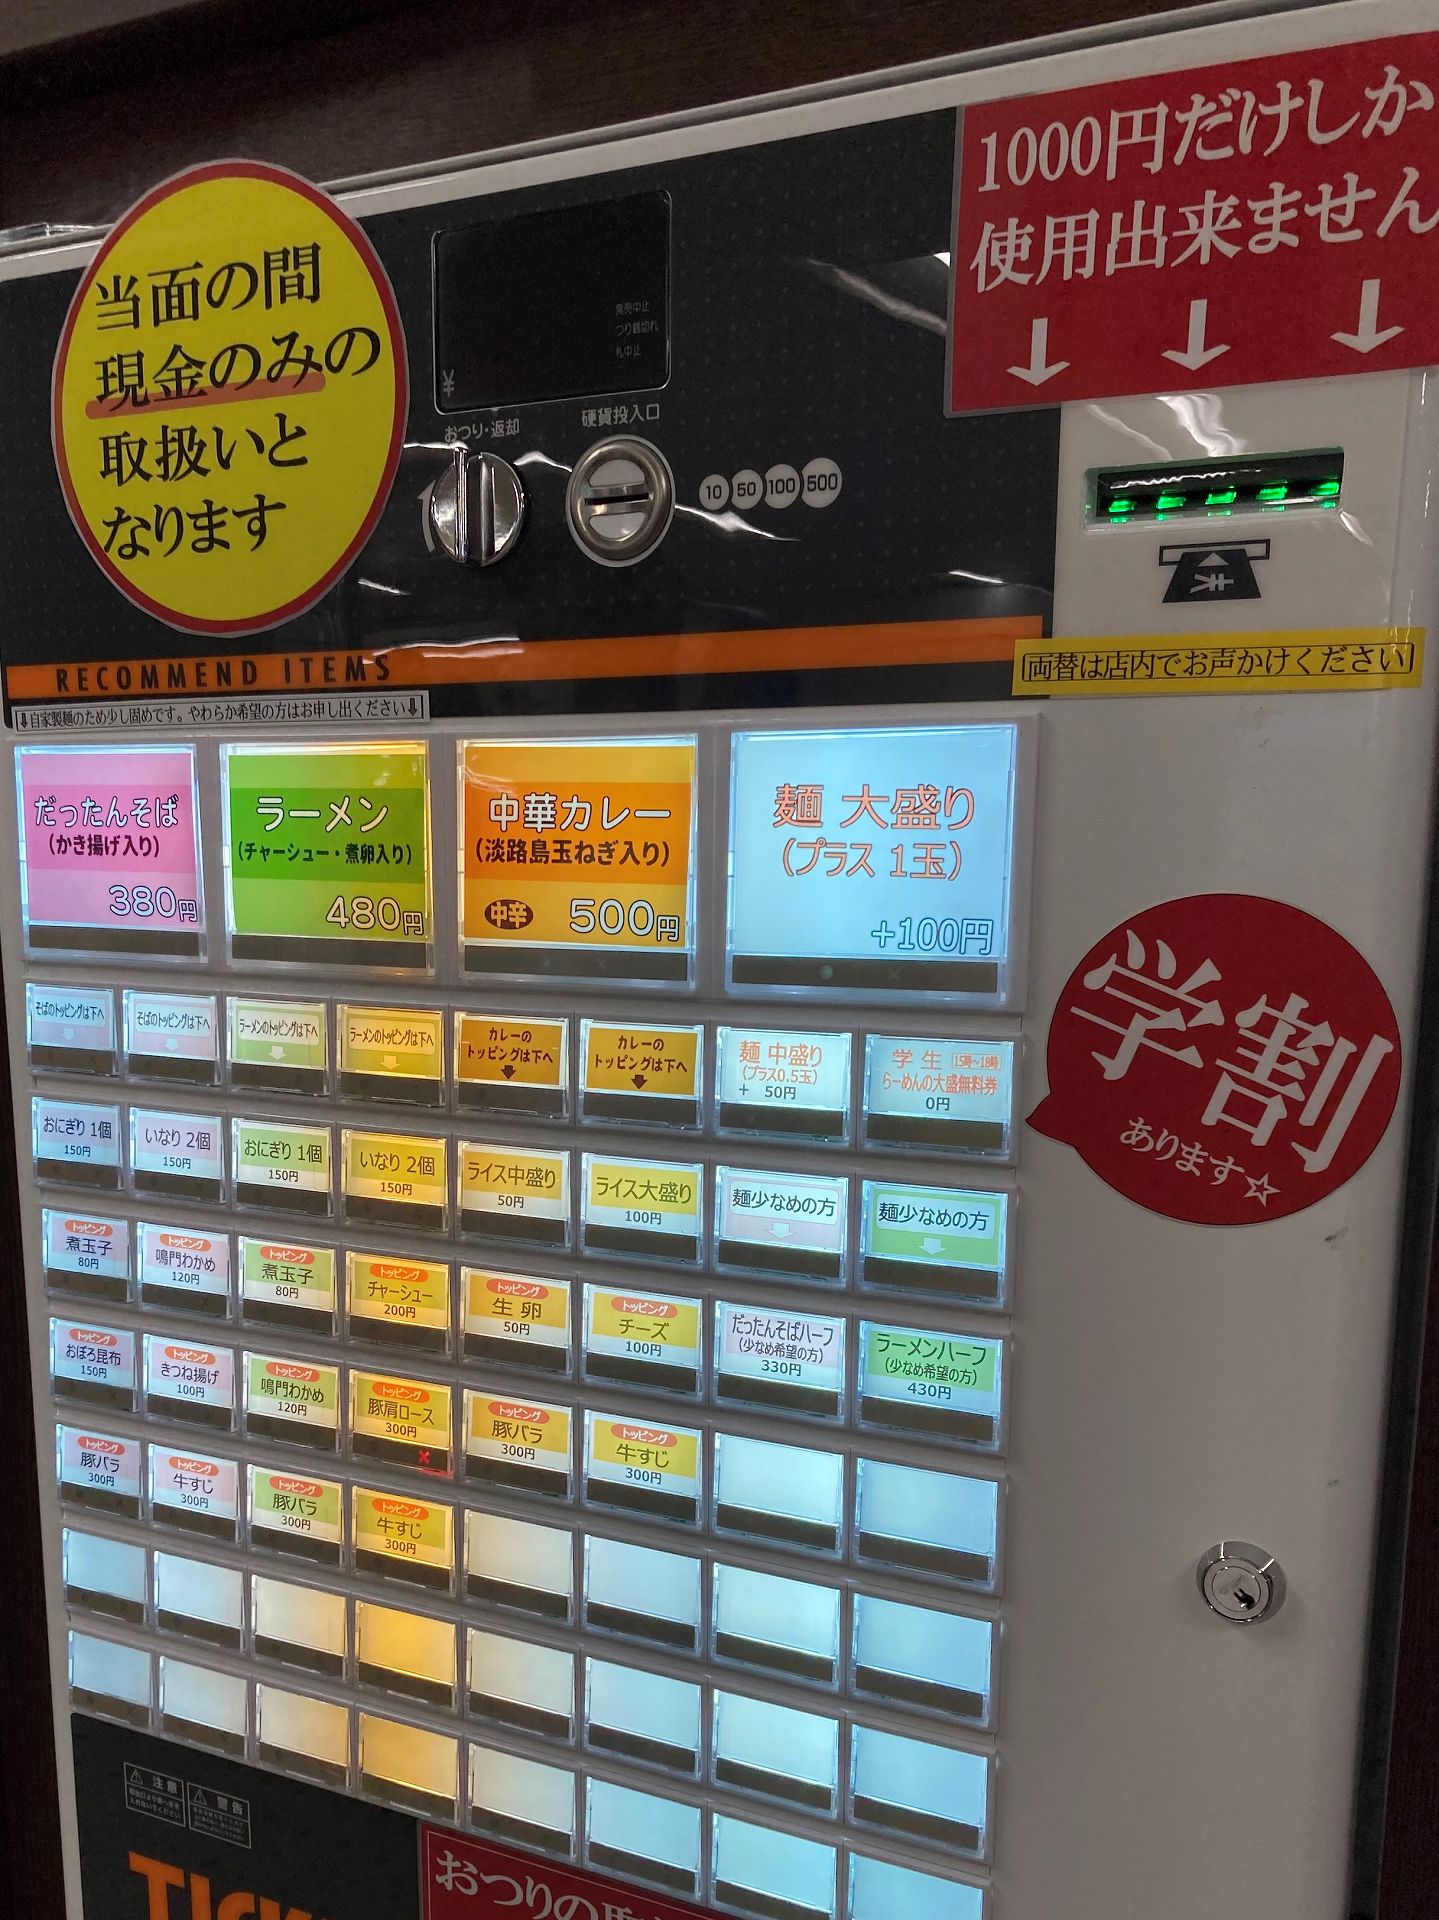 1000円だけしか
使用出来ません
↓ ↓ ↓
当面の間
現金のみの
取扱いと
なります
発売中止
つり銭切れ
札中止
¥
おつり・返却
硬貨投入口
10 50 100 500
両替は店内でお声かけください
RECOMMEND ITEMS
↓自家製麺のため少し固めです。やわらか希望の方はお申し出ください↓
だったんそば
(かき揚げ入り)
380円
ラーメン
(チャーシュー・煮卵入り)
480円
中華カレー
(淡路島玉ねぎ入り)
中辛 500円
麺 大盛り
(プラス 1玉)
+100円
学割
あります☆
そばのトッピングは下へ
そばのトッピングは下へ
ラーメンのトッピングは下へ
ラーメンのトッピングは下へ
カレーの
トッピングは下へ
カレーの
トッピングは下へ
麺 中盛り
(プラス0.5玉)
+ 50円
学 生 15時~18時
らーめんの大盛無料券
0円
おにぎり 1個
150円
いなり 2個
150円
おにぎり 1個
150円
いなり 2個
150円
ライス中盛り
50円
ライス大盛り
100円
麺少なめの方
麺少なめの方
トッピング
煮玉子
80円
トッピング
鳴門わかめ
120円
トッピング
煮玉子
80円
トッピング
チャーシュー
200円
トッピング
生 卵
50円
トッピング
チーズ
100円
だったんそばハーフ
(少なめ希望の方)
330円
ラーメンハーフ
(少なめ希望の方)
430円
トッピング
おぼろ昆布
150円
トッピング
きつね揚げ
100円
トッピング
鳴門わかめ
120円
トッピング
豚肩ロース
300円
トッピング
豚バラ
300円
トッピング
牛すじ
300円
トッピング
豚バラ
300円
トッピング
牛すじ
300円
トッピング
豚バラ
300円
トッピング
牛すじ
300円
注意
警告
おつりの